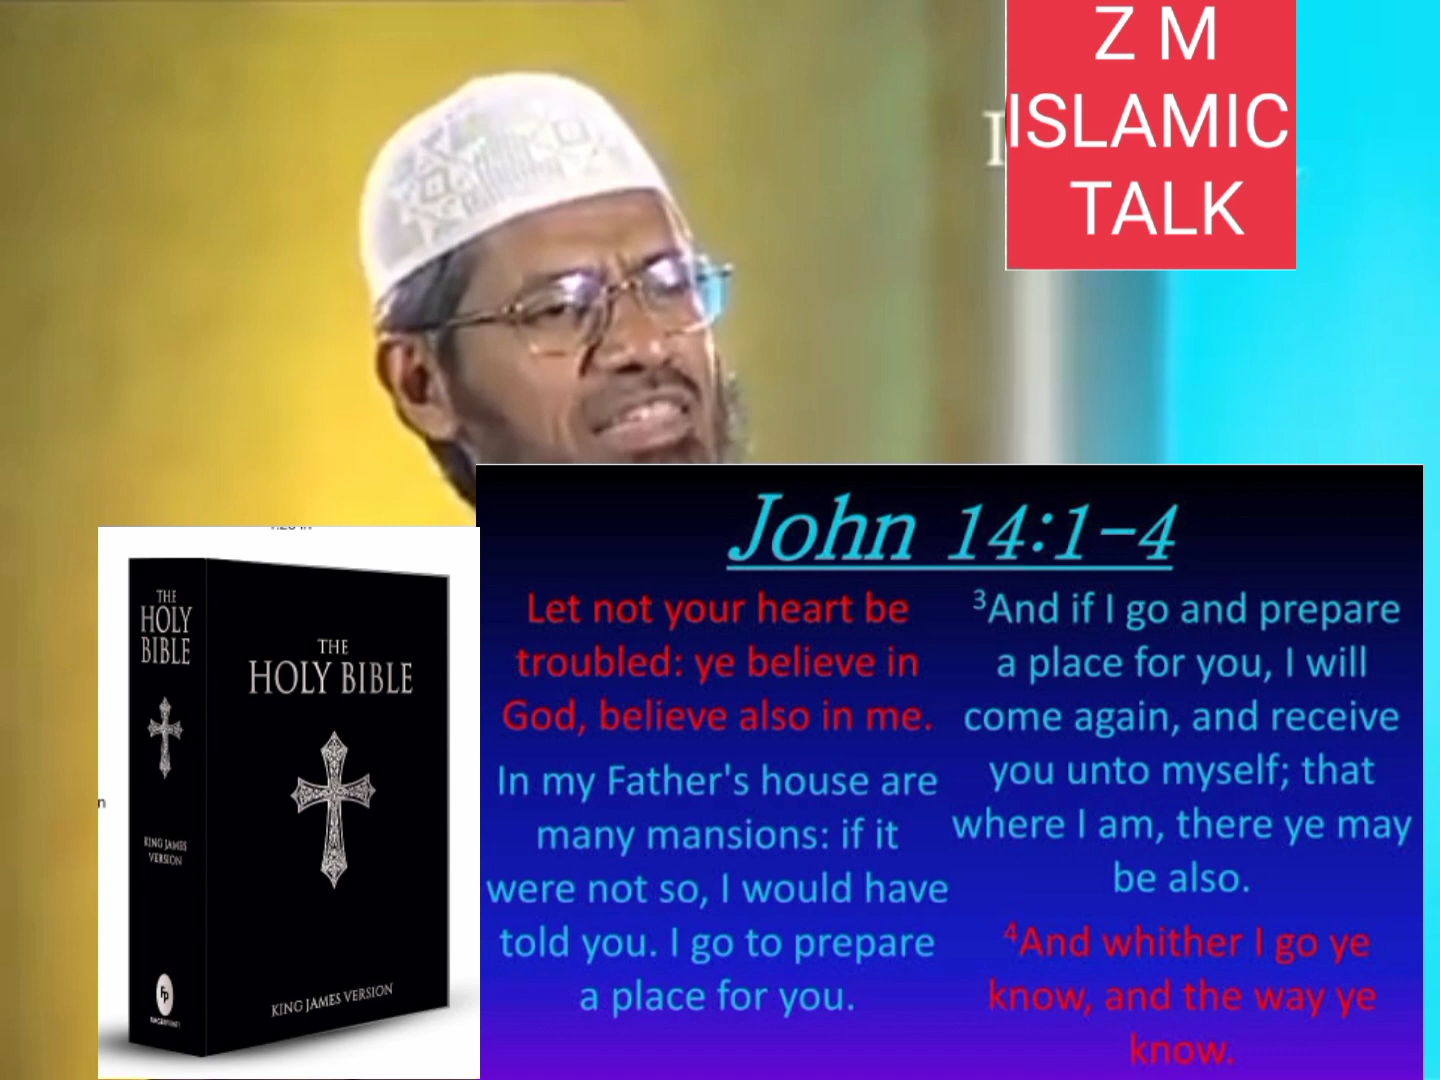 Z M
ISLAMIC
TALK
John 14:1-4
Let not your heart be
troubled: ye believe in
God, believe also in me.
In my Father's house are
many mansions: if it
were not so, I would have
told you. I go to prepare
a place for you.
3And if I go and prepare
a place for you, I will
come again, and receive
you unto myself; that
where I am, there ye may
be also.
4And whither I go ye
know, and the way ye
know.
THE
HOLY
BIBLE
KING JAMES
VERSION
Fp
THE
HOLY BIBLE
KING JAMES VERSION
n